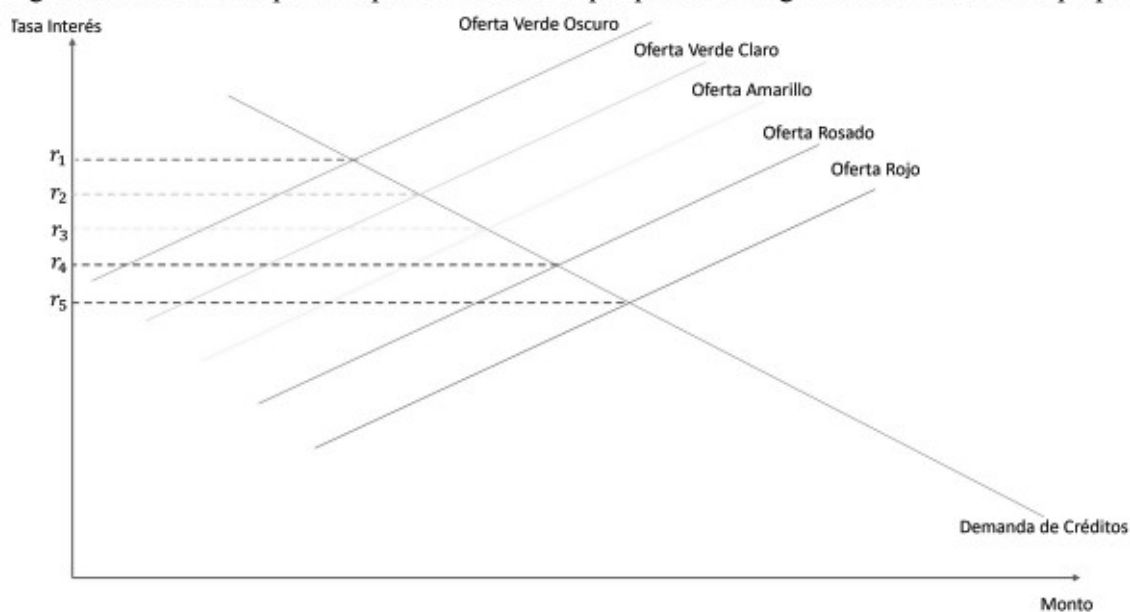 Tasa Interés
Oferta Verde Oscuro
Oferta Verde Claro
Oferta Amarillo
Oferta Rosado
Oferta Rojo
r₁
r₂
r₃
r₄
r₅
Demanda de Créditos
Monto